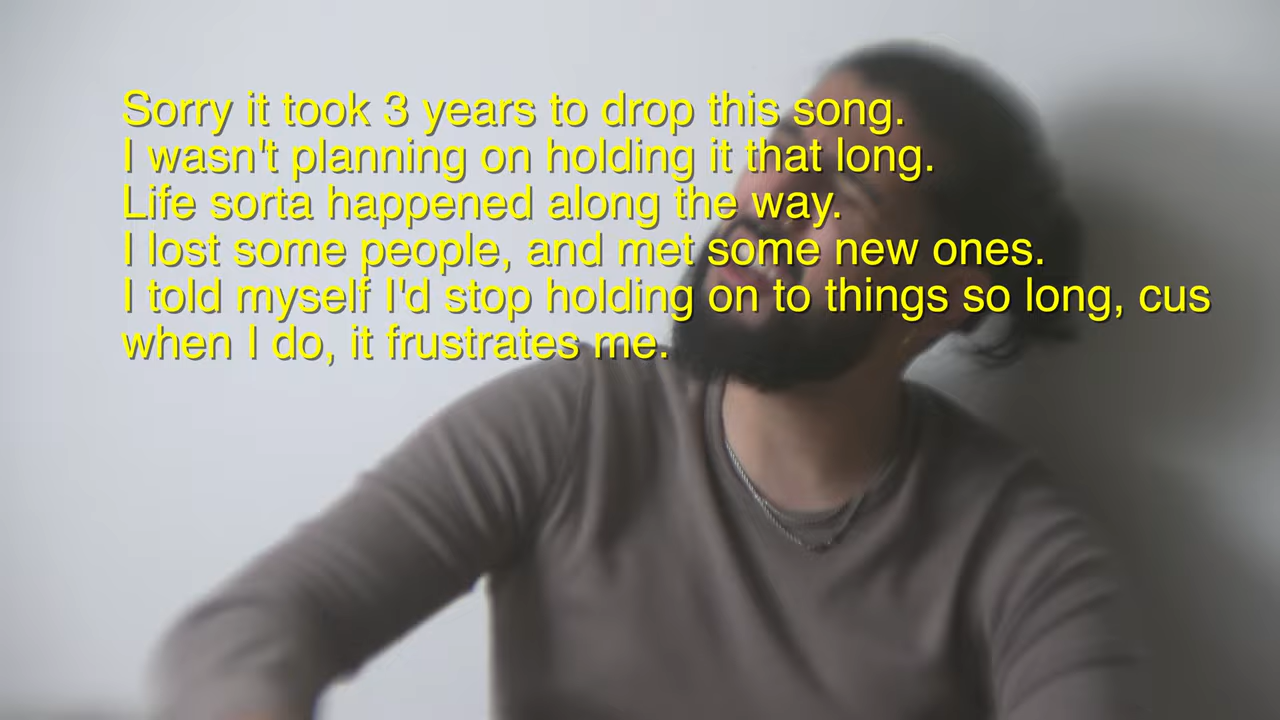 Sorry it took 3 years to drop this song.
I wasn't planning on holding it that long.
Life sorta happened along the way.
I lost some people, and met some new ones.
I told myself I'd stop holding on to things so long, cus
when I do, it frustrates me.